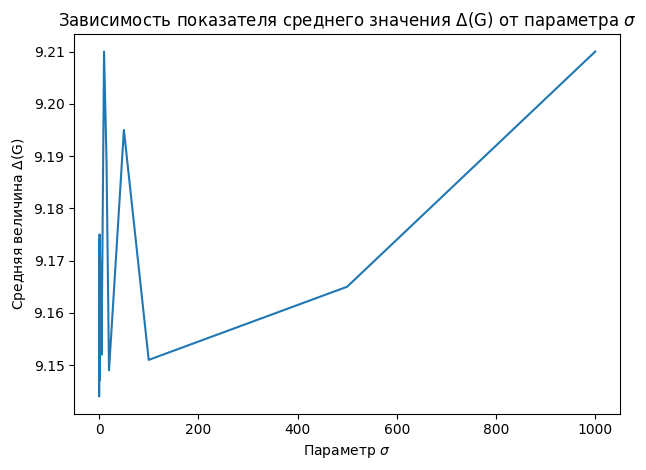 Зависимость показателя среднего значения Δ(G) от параметра σ
9.21
9.20
9.19
9.18
9.17
9.16
9.15
Средняя величина Δ(G)
0 200 400 600 800 1000
Параметр σ